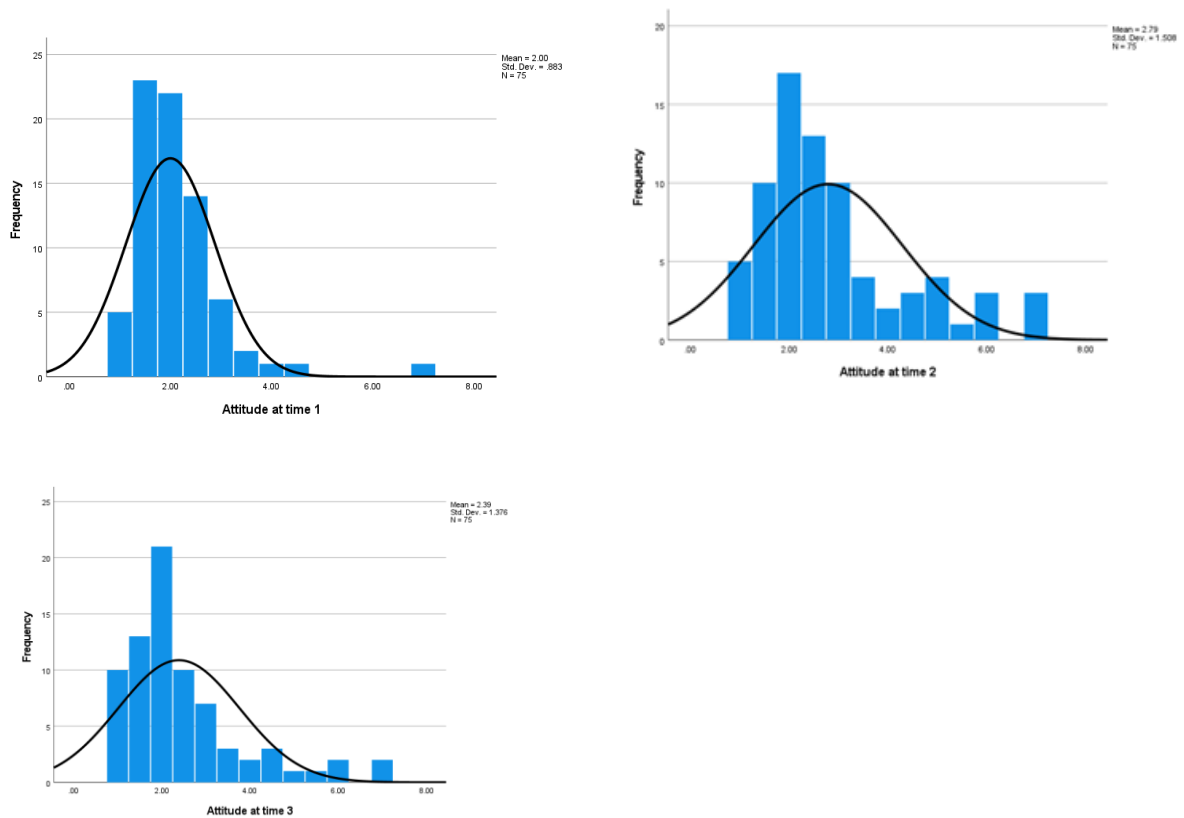 Mean = 2.00
Std. Dev. = .883
N = 75
25
20
15
10
5
0
Frequency
.00 2.00 4.00 6.00 8.00
Attitude at time 1
Mean = 2.79
Std. Dev. = 1.508
N = 75
20
15
10
5
0
Frequency
.00 2.00 4.00 6.00 8.00
Attitude at time 2
Mean = 2.39
Std. Dev. = 1.376
N = 75
25
20
15
10
5
0
Frequency
.00 2.00 4.00 6.00 8.00
Attitude at time 3